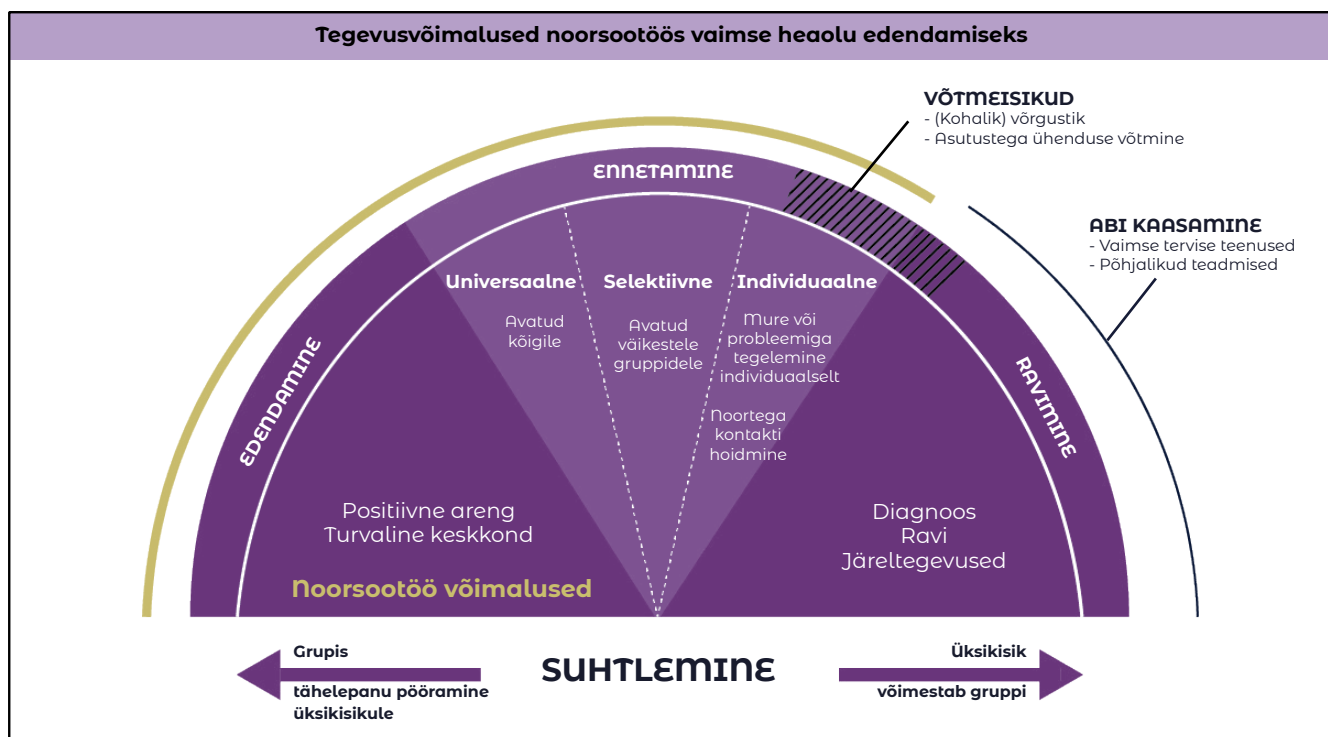 Tegevusvõimalused noorsootöös vaimse heaolu edendamiseks
VÕTMEISIKUD
- (Kohalik) võrgustik
- Asutustega ühenduse võtmine
ENNETAMINE
ABI KAASAMINE
- Vaimse tervise teenused
- Põhjalikud teadmised
EDENDAMINE
RAVIMINE
Universaalne
Avatud
kõigile
Selektiivne
Avatud
väikestele
gruppidele
Individuaalne
Mure või
probleemiga
tegelemine
individuaalselt
Noortega
kontakti
hoidmine
Positiivne areng
Turvaline keskkond
Noorsootöö võimalused
Diagnoos
Ravi
Järeltegevused
Grupis
tähelepanu pööramine
üksikisikule
SUHTLEMINE
Üksikisik
võimestab gruppi